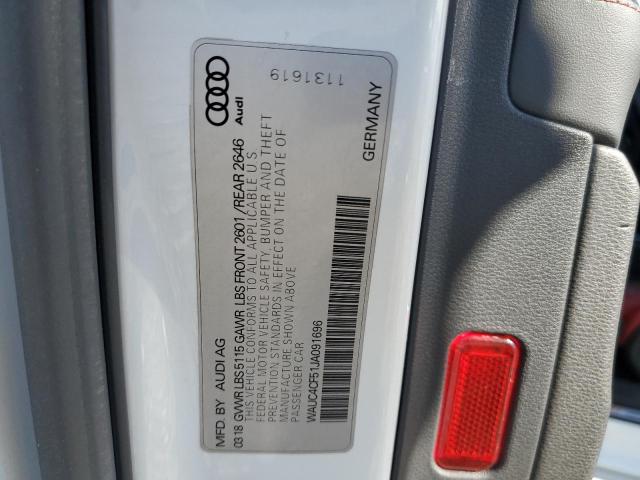 1131619
Audi
MFD. BY AUDI AG
GERMANY
0318 GVWR LBS 5115 GAWR LBS FRONT 2601 / REAR 2646
THIS VEHICLE CONFORMS TO ALL APPLICABLE U S
FEDERAL MOTOR VEHICLE SAFETY, BUMPER AND THEFT
PREVENTION STANDARDS IN EFFECT ON THE DATE OF
MANUFACTURE SHOWN ABOVE
PASSENGER CAR
WAUC4CF51JA091696